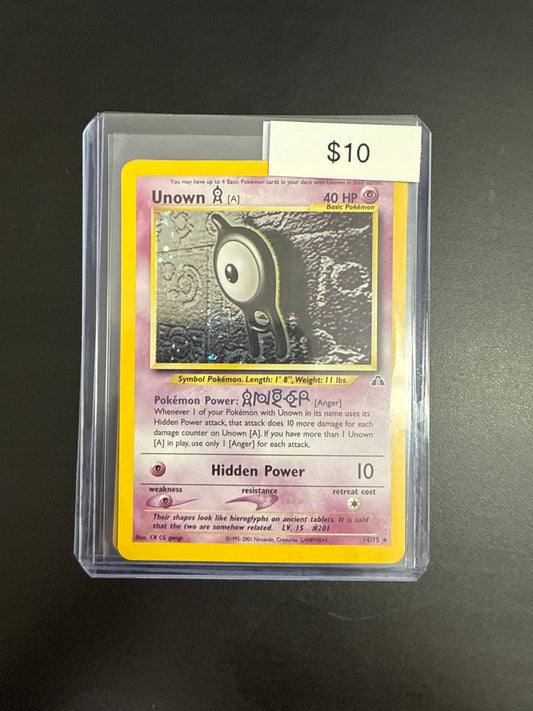 $10
You may have up to 4 Basic Pokémon cards in your deck with Unown in their names.
Unown [A] 40 HP
Basic Pokémon
Symbol Pokémon. Length: 1' 8", Weight: 11 lbs.
Pokémon Power: ANGER [Anger]
Whenever 1 of your Pokémon with Unown in its name uses its
Hidden Power attack, that attack does 10 more damage for each
damage counter on Unown [A]. If you have more than 1 Unown
[A] in play, use only 1 [Anger] for each attack.
Hidden Power 10
weakness resistance retreat cost
Their shapes look like hieroglyphs on ancient tablets. It is said
that the two are somehow related. LV. 15 #201
Illus. CR CG gangs ©1995-2001 Nintendo, Creatures, GAMEFREAK. 14/75